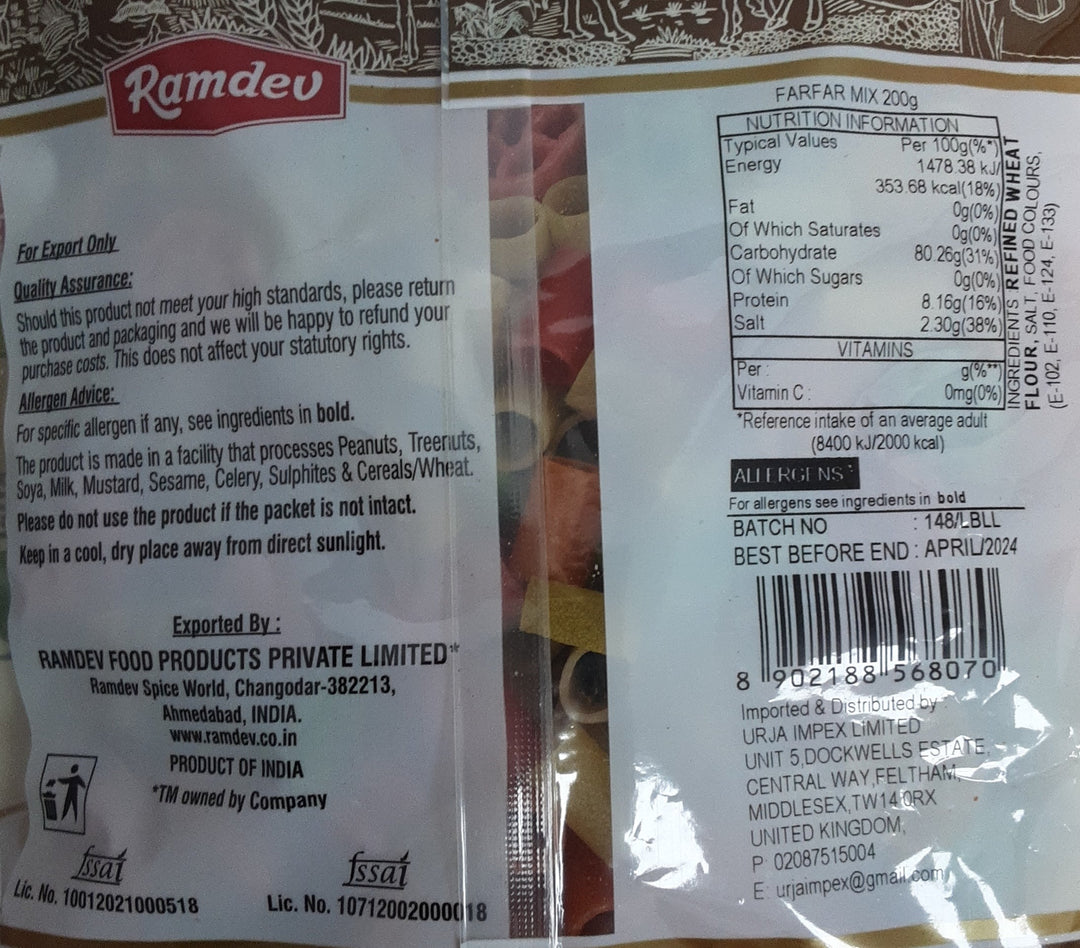 Ramdev
For Export Only
Quality Assurance:
Should this product not meet your high standards, please return
the product and packaging and we will be happy to refund your
purchase costs. This does not affect your statutory rights.
Allergen Advice:
For specific allergen if any, see ingredients in bold.
The product is made in a facility that processes Peanuts, Treenuts,
Soya, Milk, Mustard, Sesame, Celery, Sulphites & Cereals/Wheat.
Please do not use the product if the packet is not intact.
Keep in a cool, dry place away from direct sunlight.
Exported By :
RAMDEV FOOD PRODUCTS PRIVATE LIMITED*
Ramdev Spice World, Changodar-382213,
Ahmedabad, INDIA.
www.ramdev.co.in
PRODUCT OF INDIA
*TM owned by Company
fssai
Lic. No. 10012021000518
fssai
Lic. No. 10712002000018
FARFAR MIX 200g
NUTRITION INFORMATION
Typical Values Per 100g(%*)
Energy 1478.38 kJ/
353.68 kcal(18%)
Fat 0g(0%)
Of Which Saturates 0g(0%)
Carbohydrate 80.26g(31%)
Of Which Sugars 0g(0%)
Protein 8.16g(16%)
Salt 2.30g(38%)
VITAMINS
Per : g(%**)
Vitamin C : 0mg(0%)
*Reference intake of an average adult
(8400 kJ/2000 kcal)
INGREDIENTS REFINED WHEAT
FLOUR, SALT, FOOD COLOURS,
(E-102, E-110, E-124, E-133)
ALLERGENS:
For allergens see ingredients in bold
BATCH NO : 148/LBLL
BEST BEFORE END : APRIL/2024
8 902188 568070
Imported & Distributed by :
URJA IMPEX LIMITED
UNIT 5,DOCKWELLS ESTATE,
CENTRAL WAY,FELTHAM,
MIDDLESEX,TW14 0RX
UNITED KINGDOM,
P: 02087515004
E: urjaimpex@gmail.com